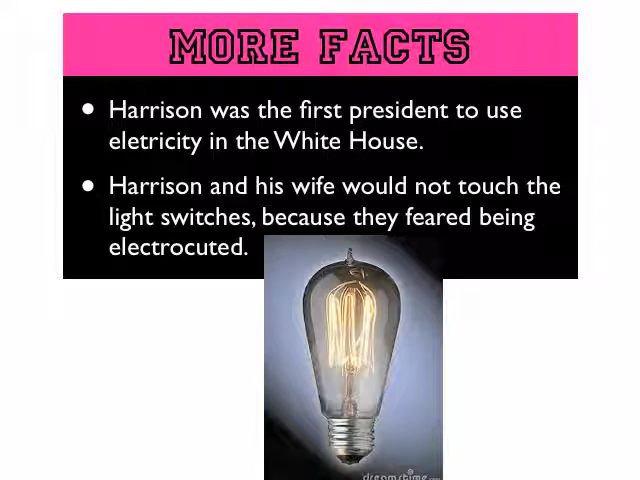 MORE FACTS
• Harrison was the first president to use
eletricity in the White House.
• Harrison and his wife would not touch the
light switches, because they feared being
electrocuted.
dreamstime